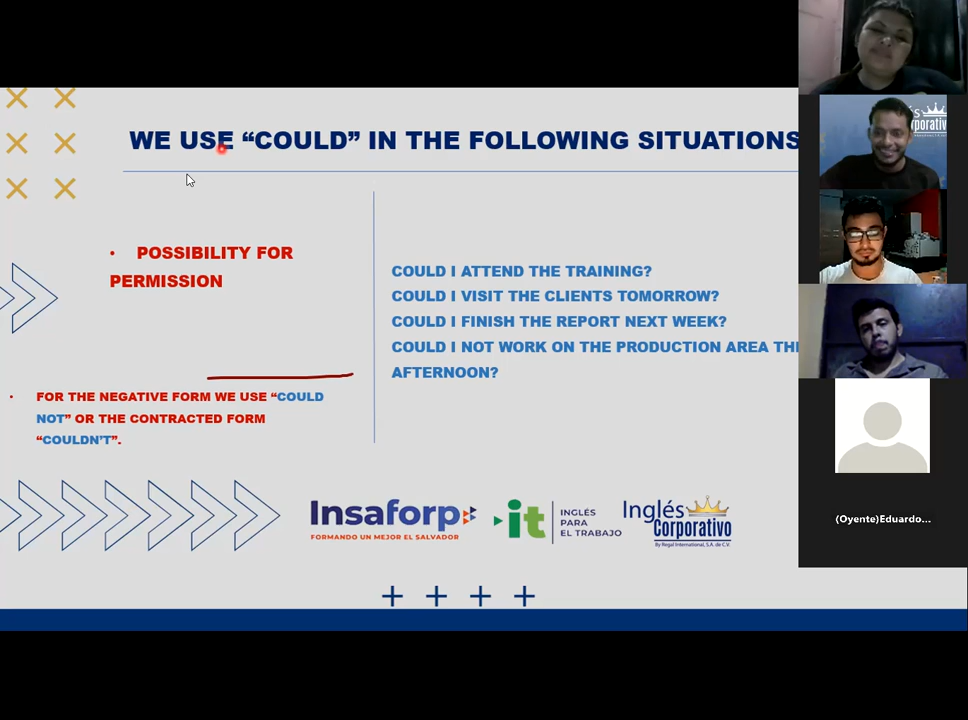 WE USE “COULD” IN THE FOLLOWING SITUATIONS
• POSSIBILITY FOR
PERMISSION
• FOR THE NEGATIVE FORM WE USE “COULD
NOT” OR THE CONTRACTED FORM
“COULDN’T”.
COULD I ATTEND THE TRAINING?
COULD I VISIT THE CLIENTS TOMORROW?
COULD I FINISH THE REPORT NEXT WEEK?
COULD I NOT WORK ON THE PRODUCTION AREA
AFTERNOON?
Insaforp
FORMANDO UN MEJOR EL SALVADOR
it
INGLÉS
PARA
EL TRABAJO
Inglés
Corporativo
By Regal International, S.A. de C.V.
(Oyente)Eduardo...